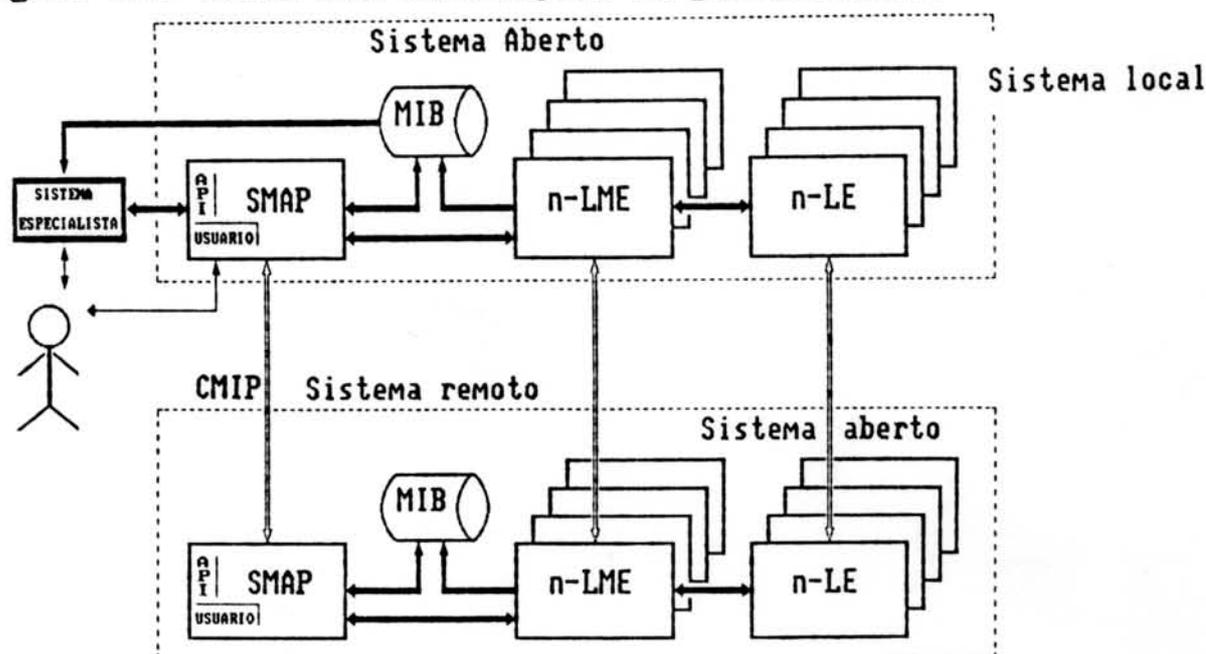 Sistema Aberto
Sistema local
MIB
API
SMAP
USUARIO
n-LME
n-LE
SISTEMA
ESPECIALISTA
CMIP
Sistema remoto
Sistema aberto
MIB
API
SMAP
USUARIO
n-LME
n-LE